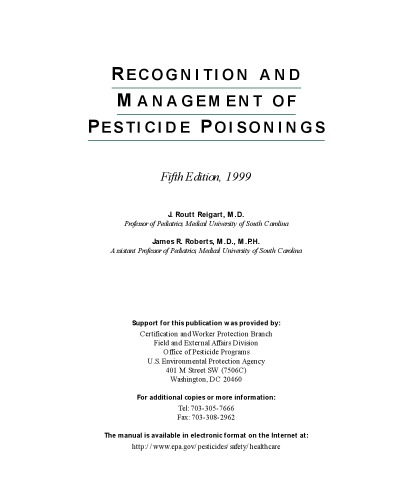 RECOGNITION AND
MANAGEMENT OF
PESTICIDE POISONINGS
Fifth Edition, 1999
J. Routt Reigart, M.D.
Professor of Pediatrics, Medical University of South Carolina
James R. Roberts, M.D., M.P.H.
Assistant Professor of Pediatrics, Medical University of South Carolina
Support for this publication was provided by:
Certification and Worker Protection Branch
Field and External Affairs Division
Office of Pesticide Programs
U.S. Environmental Protection Agency
401 M Street SW (7506C)
Washington, DC 20460
For additional copies or more information:
Tel: 703-305-7666
Fax: 703-308-2962
The manual is available in electronic format on the Internet at:
http://www.epa.gov/pesticides/safety/healthcare